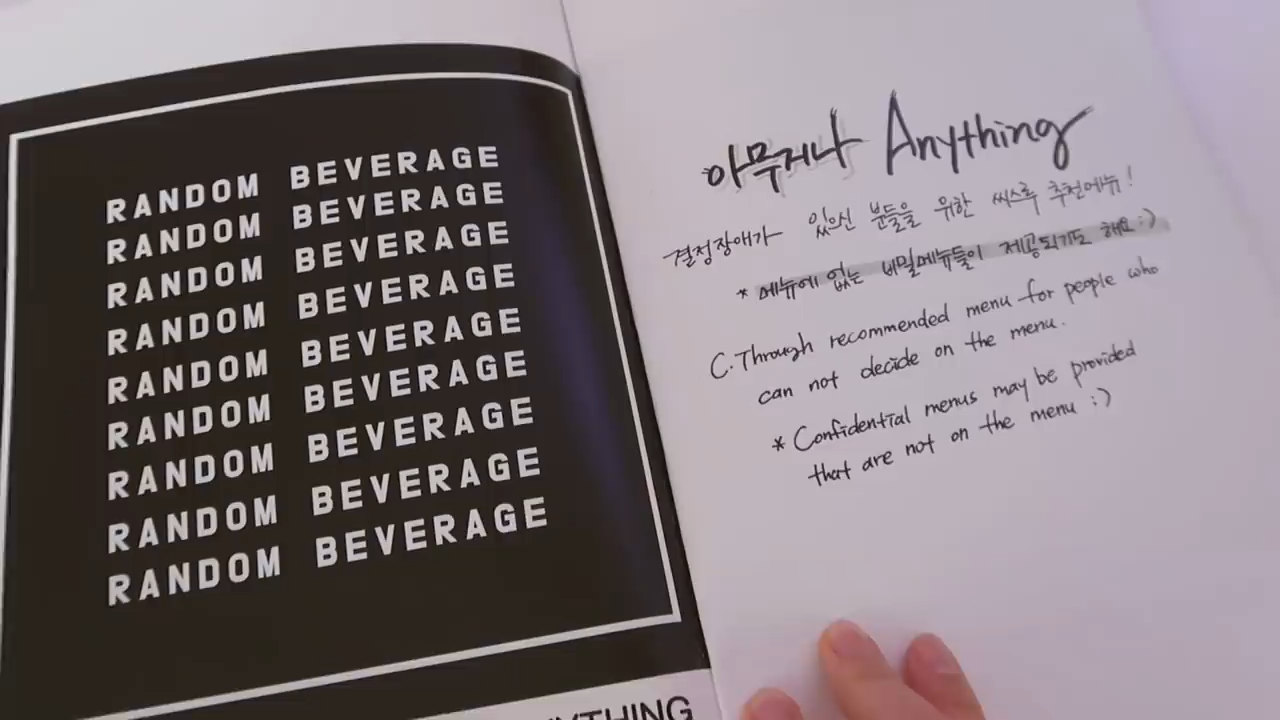 RANDOM BEVERAGE
RANDOM BEVERAGE
RANDOM BEVERAGE
RANDOM BEVERAGE
RANDOM BEVERAGE
RANDOM BEVERAGE
RANDOM BEVERAGE
RANDOM BEVERAGE
RANDOM BEVERAGE
YTHING
아무거나 Anything
결정장애가 있으신 분들을 위한 씨스루 추천메뉴!
* 메뉴에 없는 비밀메뉴들이 제공되기도 해요:)
C.Through recommended menu for people who
can not decide on the menu.
* Confidential menus may be provided
that are not on the menu :)